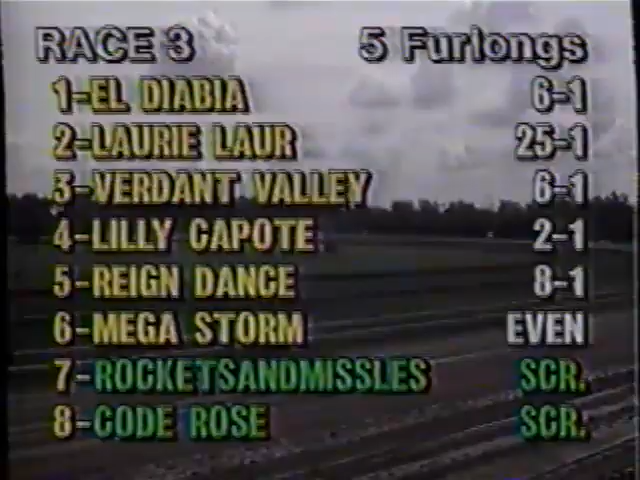 RACE 3 5 Furlongs
1-EL DIABIA 6-1
2-LAURIE LAUR 25-1
3-VERDANT VALLEY 6-1
4-LILLY CAPOTE 2-1
5-REIGN DANCE 8-1
6-MEGA STORM EVEN
7-ROCKETSANDMISSLES SCR.
8-CODE ROSE SCR.